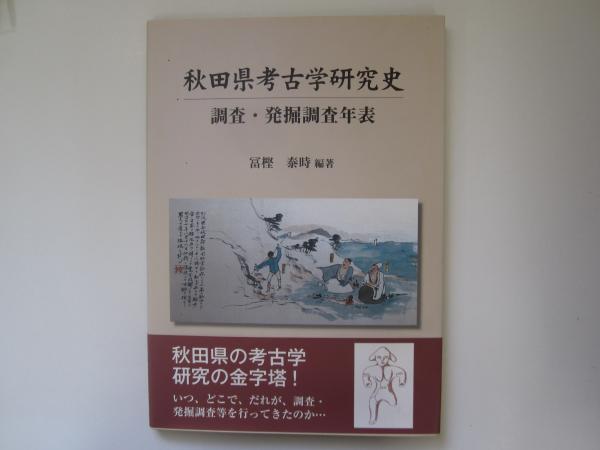 秋田県考古学研究史
調査・発掘調査年表
冨樫 泰時 編著
秋田県の考古学
研究の金字塔！
いつ、どこで、だれが、調査・
発掘調査等を行ってきたのか…